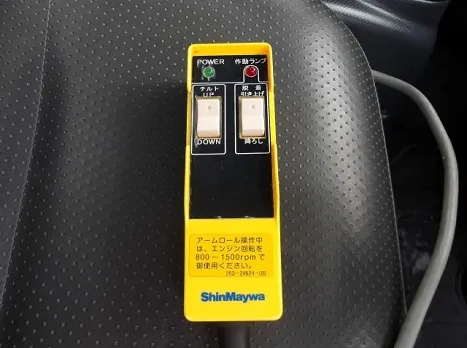 POWER 作動ランプ
チルト 脱着
UP 引き上げ
DOWN 降ろし
アームロール操作中
は、エンジン回転を
800～1500rpmで
御使用ください。
ShinMaywa